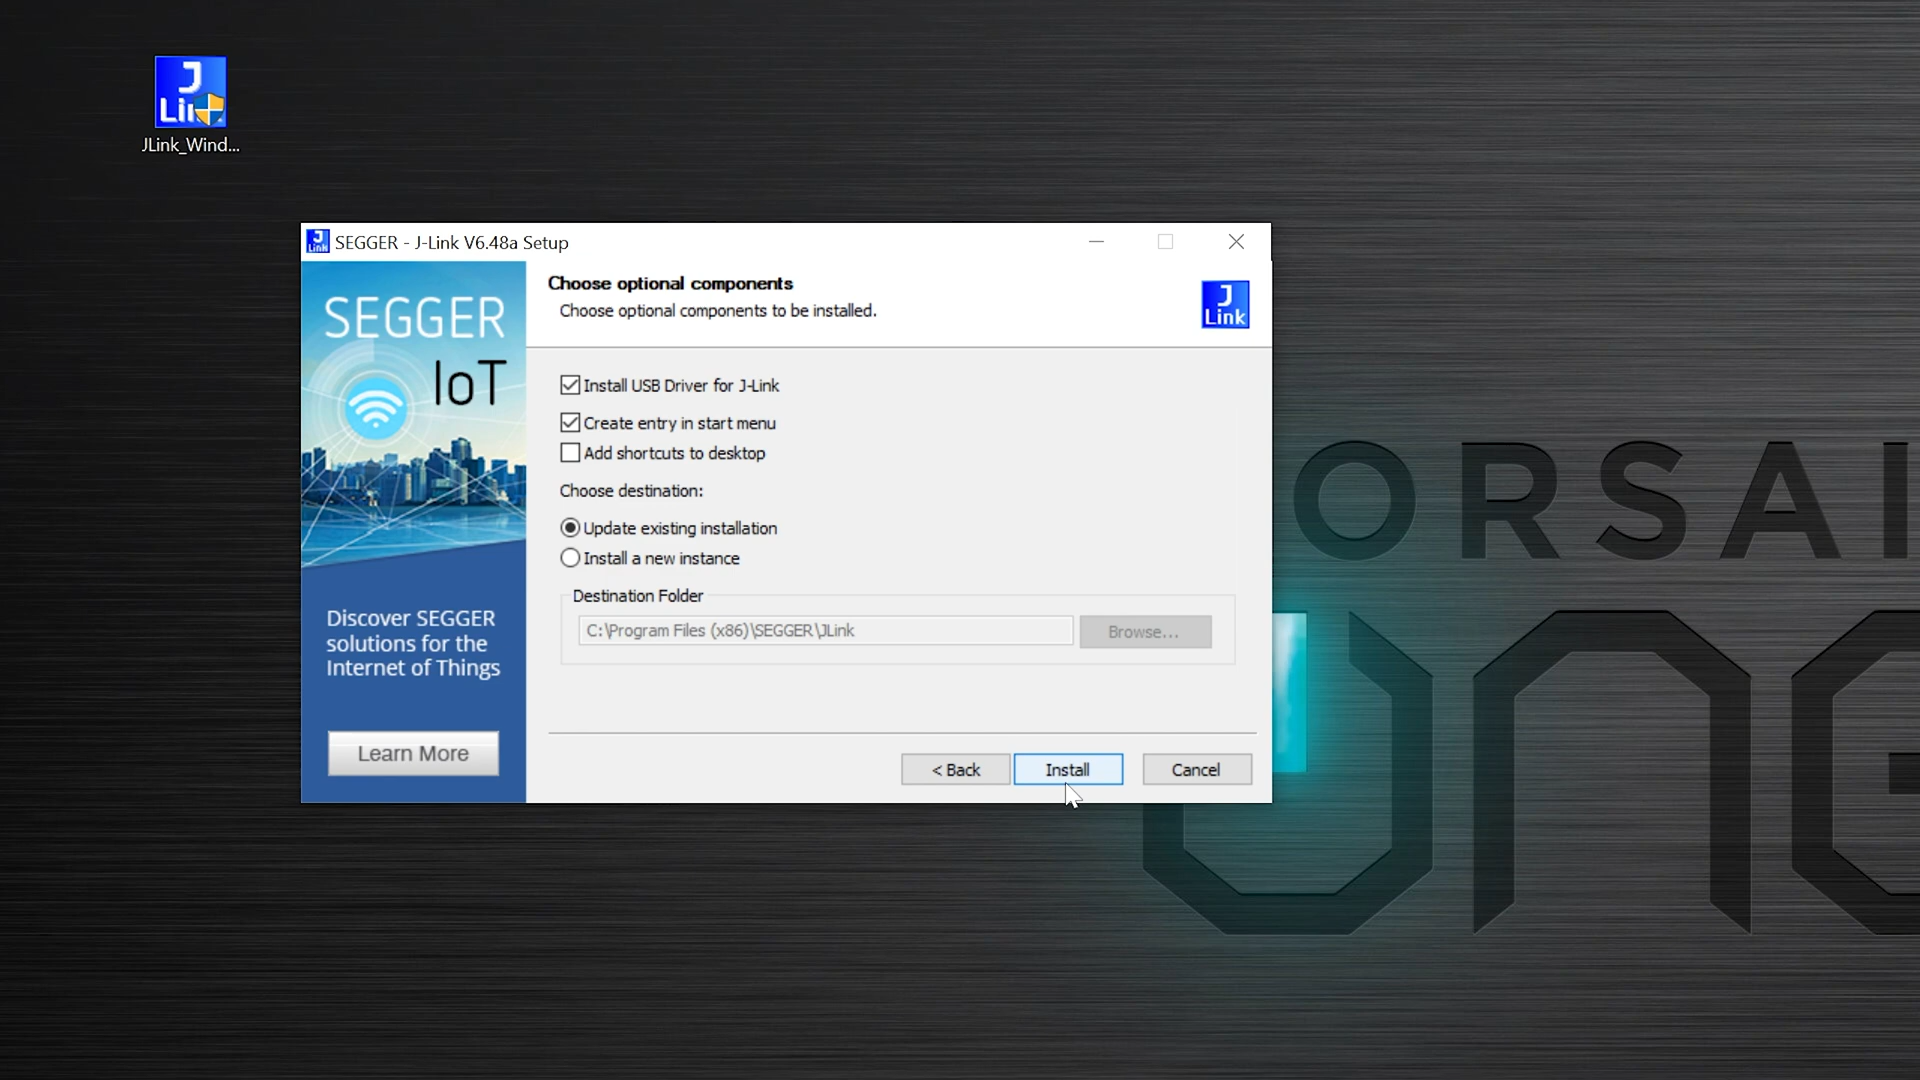 J
Link
JLink_Wind...
SEGGER - J-Link V6.48a Setup
SEGGER
IoT
Discover SEGGER
solutions for the
Internet of Things
Learn More
Choose optional components
Choose optional components to be installed.
J
Link
Install USB Driver for J-Link
Create entry in start menu
Add shortcuts to desktop
Choose destination:
Update existing installation
Install a new instance
Destination Folder
C:\Program Files (x86)\SEGGER\JLink
Browse...
< Back
Install
Cancel
ORSAI